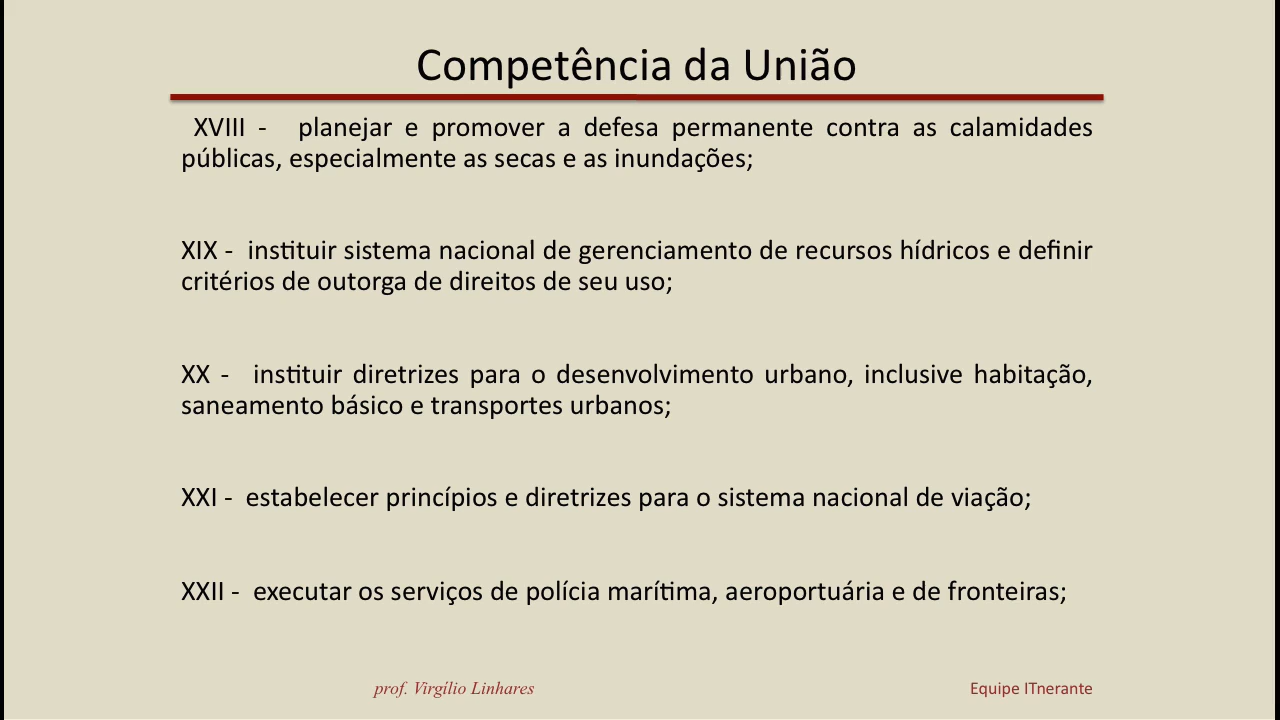 Competência da União
XVIII - planejar e promover a defesa permanente contra as calamidades
públicas, especialmente as secas e as inundações;
XIX - instituir sistema nacional de gerenciamento de recursos hídricos e definir
critérios de outorga de direitos de seu uso;
XX - instituir diretrizes para o desenvolvimento urbano, inclusive habitação,
saneamento básico e transportes urbanos;
XXI - estabelecer princípios e diretrizes para o sistema nacional de viação;
XXII - executar os serviços de polícia marítima, aeroportuária e de fronteiras;
prof. Virgílio Linhares
Equipe ITnerante